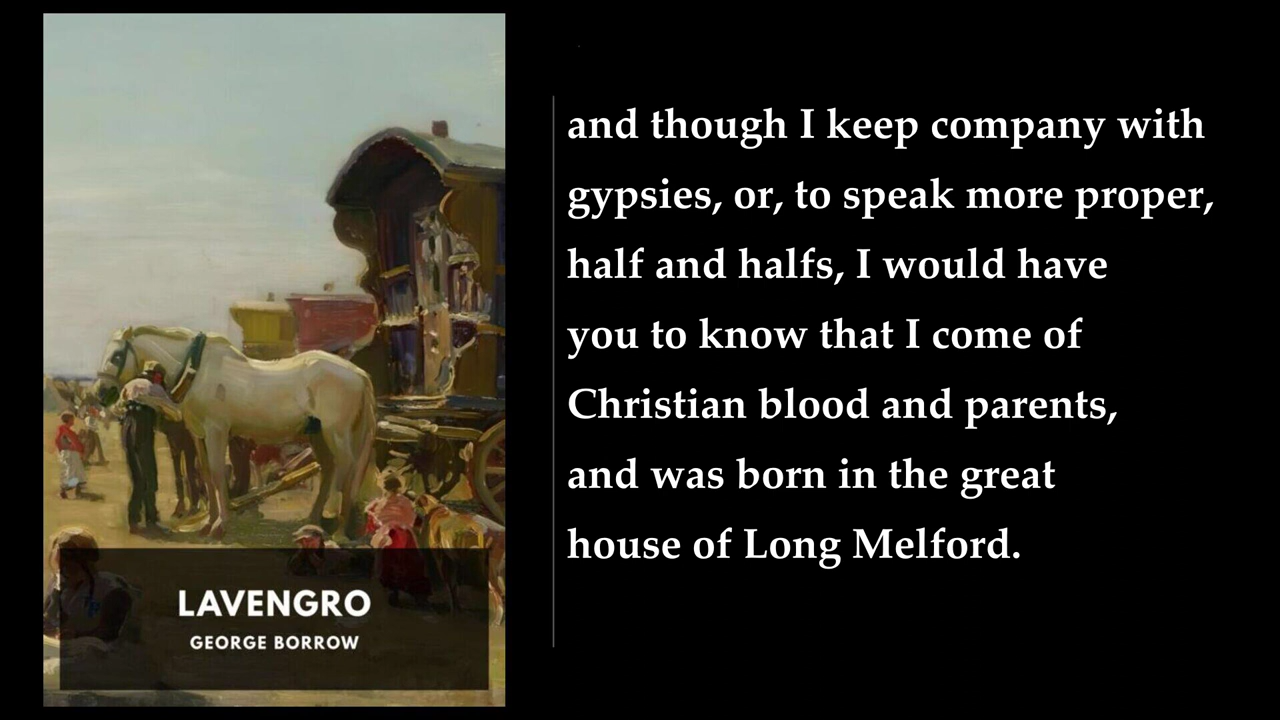 and though I keep company with
gypsies, or, to speak more proper,
half and halfs, I would have
you to know that I come of
Christian blood and parents,
and was born in the great
house of Long Melford.
LAVENGRO
GEORGE BORROW